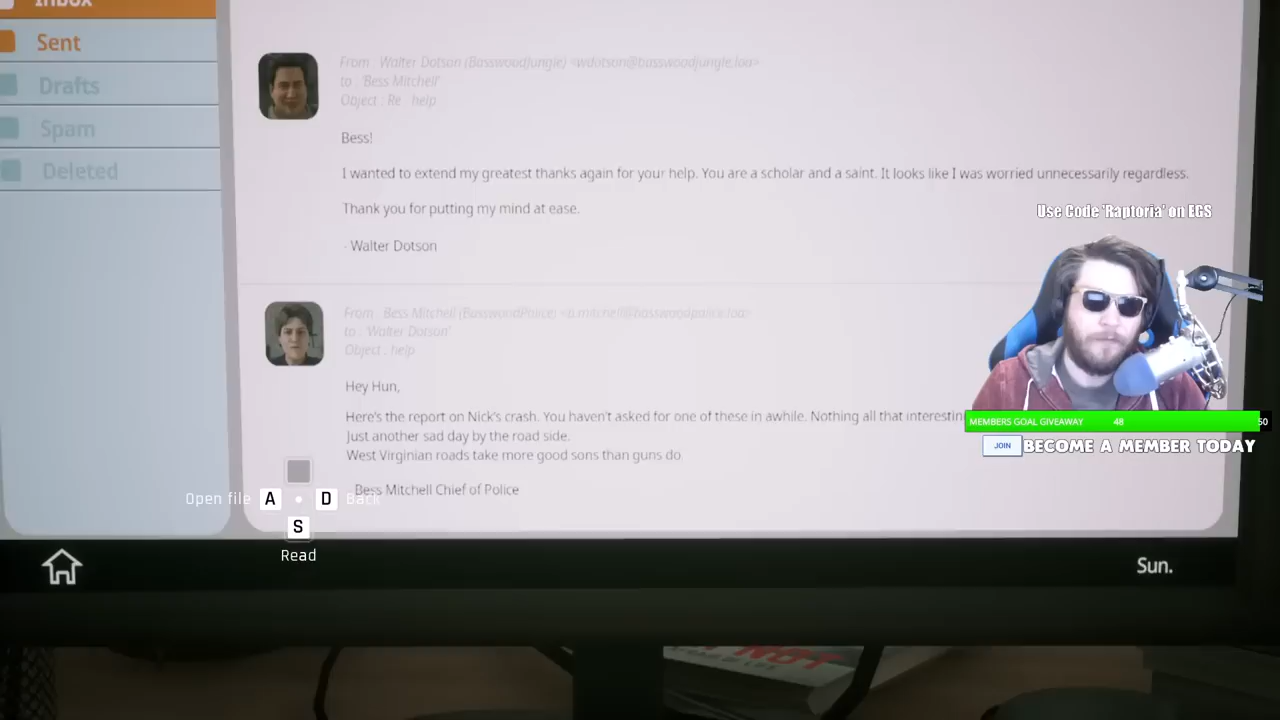 Inbox
Sent
Drafts
Spam
Deleted
From : Walter Dotson (BasswoodJungle) <wdotson@basswoodjungle.loa>
to : 'Bess Mitchell'
Object : Re : help
Bess!
I wanted to extend my greatest thanks again for your help. You are a scholar and a saint. It looks like I was worried unnecessarily regardless.
Thank you for putting my mind at ease.
- Walter Dotson
From : Bess Mitchell (BasswoodPolice) <b.mitchell@basswoodpolice.loa>
to : 'Walter Dotson'
Object : help
Hey Hun,
Here's the report on Nick's crash. You haven't asked for one of these in awhile. Nothing all that
Just another sad day by the road side.
West Virginian roads take more good sons than guns do.
Bess Mitchell Chief of Police
Open file A D Back
S
Read
Sun.
Use Code 'Raptoria' on EGS
MEMBERS GOAL GIVEAWAY 48 50
JOIN BECOME A MEMBER TODAY
NOT